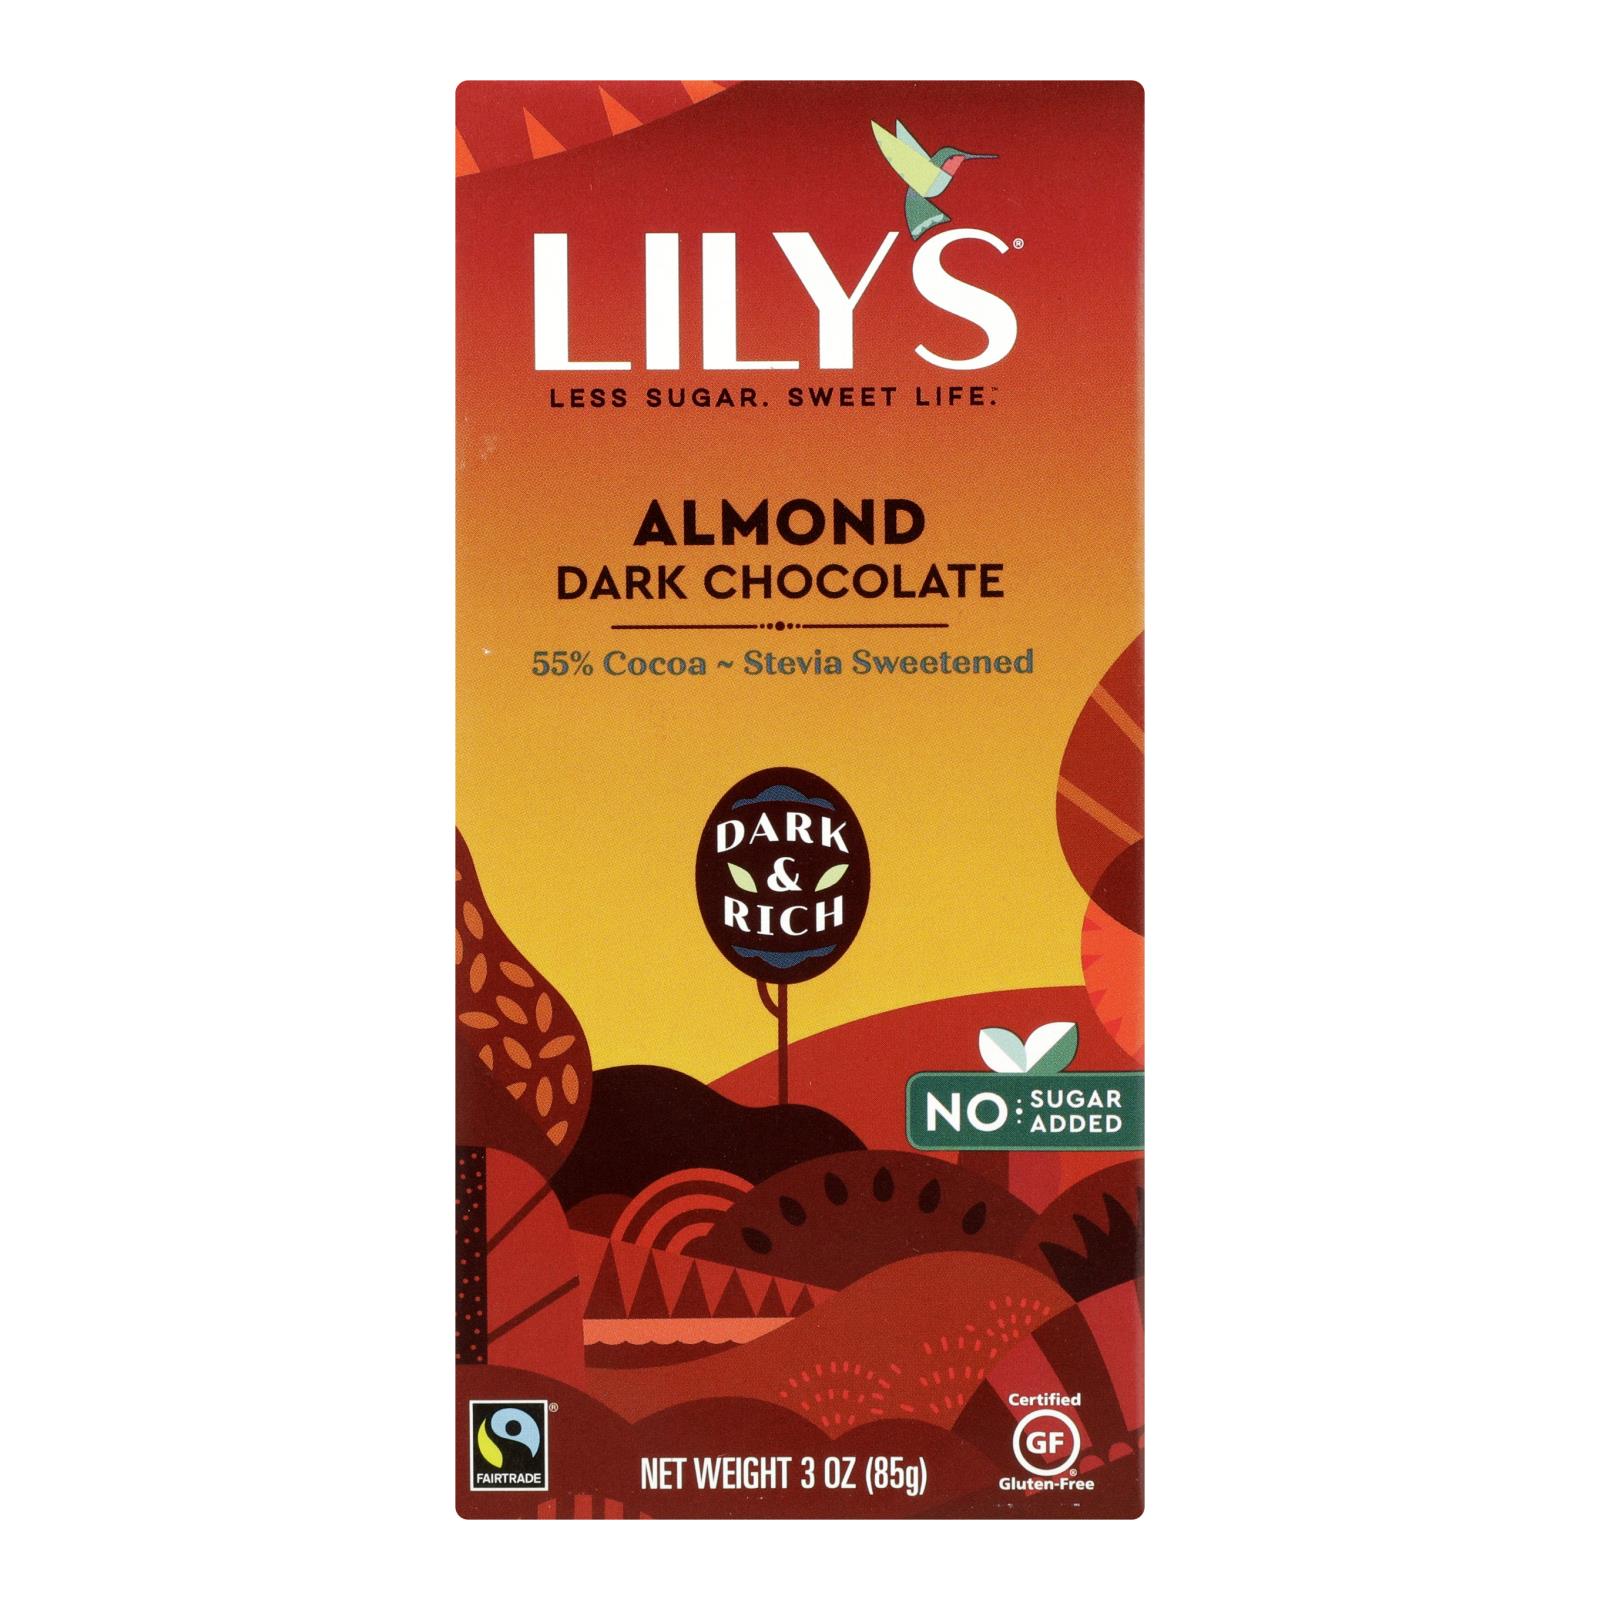 LILY'S®
LESS SUGAR. SWEET LIFE.™
ALMOND
DARK CHOCOLATE
55% Cocoa ~ Stevia Sweetened
DARK
&
RICH
NO: SUGAR
ADDED
FAIRTRADE
®
NET WEIGHT 3 OZ (85g)
Certified
GF
®
Gluten-Free